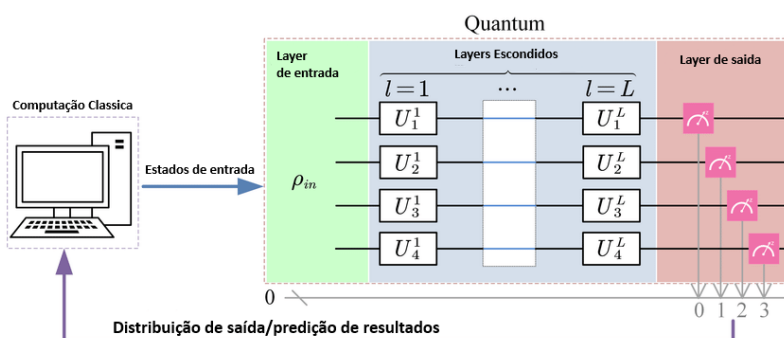 Quantum
Layer
de entrada
Layers Escondidos
Layer de saida
l = 1
...
l = L
Computação Classica
Estados de entrada
ρ_in
U_1^1
U_1^L
U_2^1
U_2^L
U_3^1
U_3^L
U_4^1
U_4^L
0
0 1 2 3
Distribuição de saída/predição de resultados